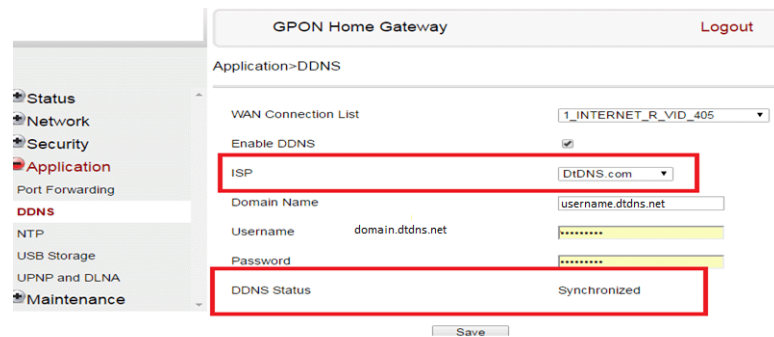 GPON Home Gateway Logout
Application>DDNS
Status
Network
Security
Application
Port Forwarding
DDNS
NTP
USB Storage
UPNP and DLNA
Maintenance
WAN Connection List 1_INTERNET_R_VID_405
Enable DDNS
ISP DtDNS.com
Domain Name username.dtdns.net
Username domain.dtdns.net •••••••••
Password •••••••••
DDNS Status Synchronized
Save